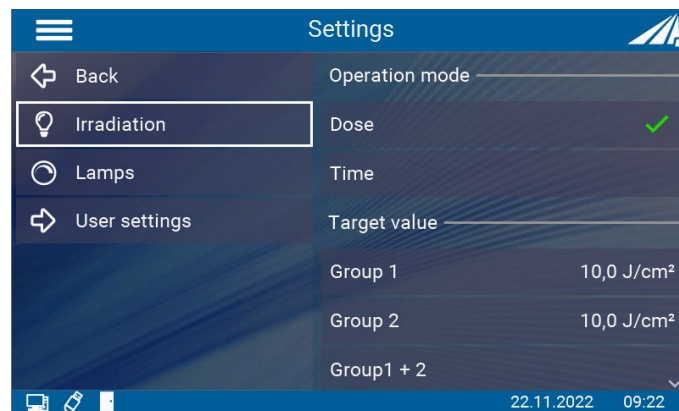 Settings
Back
Irradiation
Lamps
User settings
Operation mode
Dose
Time
Target value
Group 1 10,0 J/cm²
Group 2 10,0 J/cm²
Group1 + 2
22.11.2022 09:22